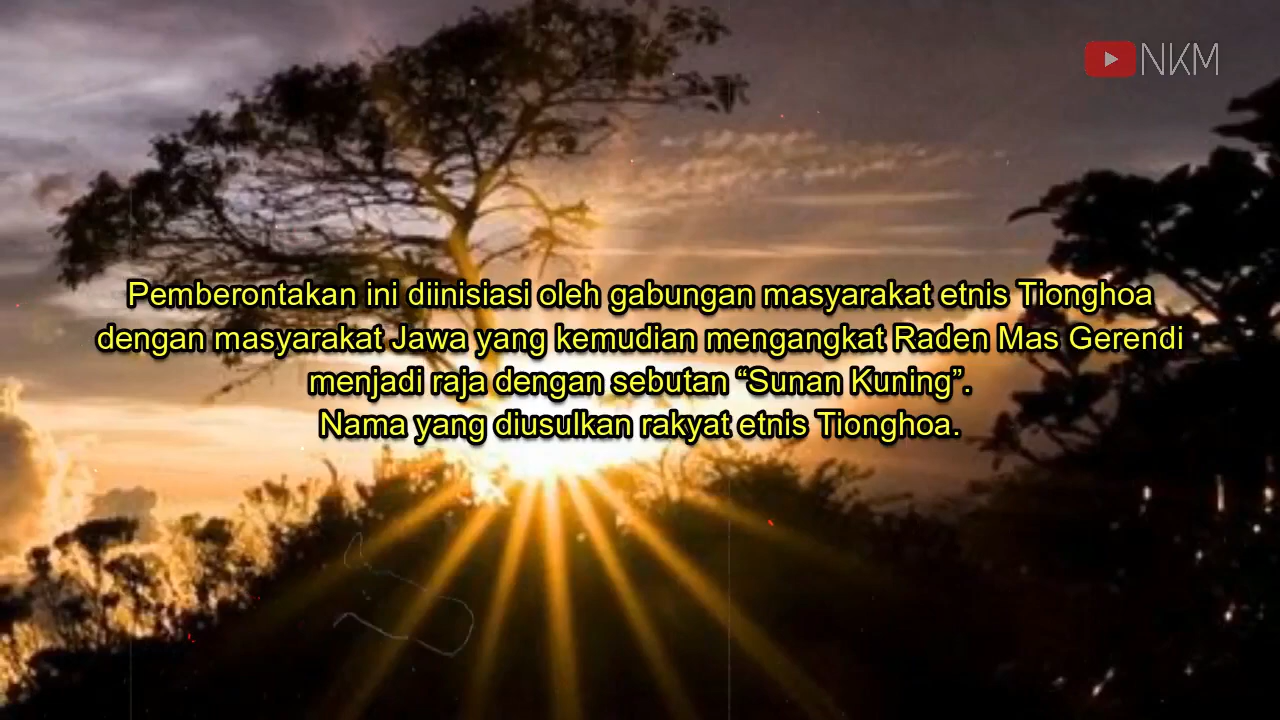 NKM
Pemberontakan ini diinisiasi oleh gabungan masyarakat etnis Tionghoa
dengan masyarakat Jawa yang kemudian mengangkat Raden Mas Gerendi
menjadi raja dengan sebutan “Sunan Kuning”.
Nama yang diusulkan rakyat etnis Tionghoa.